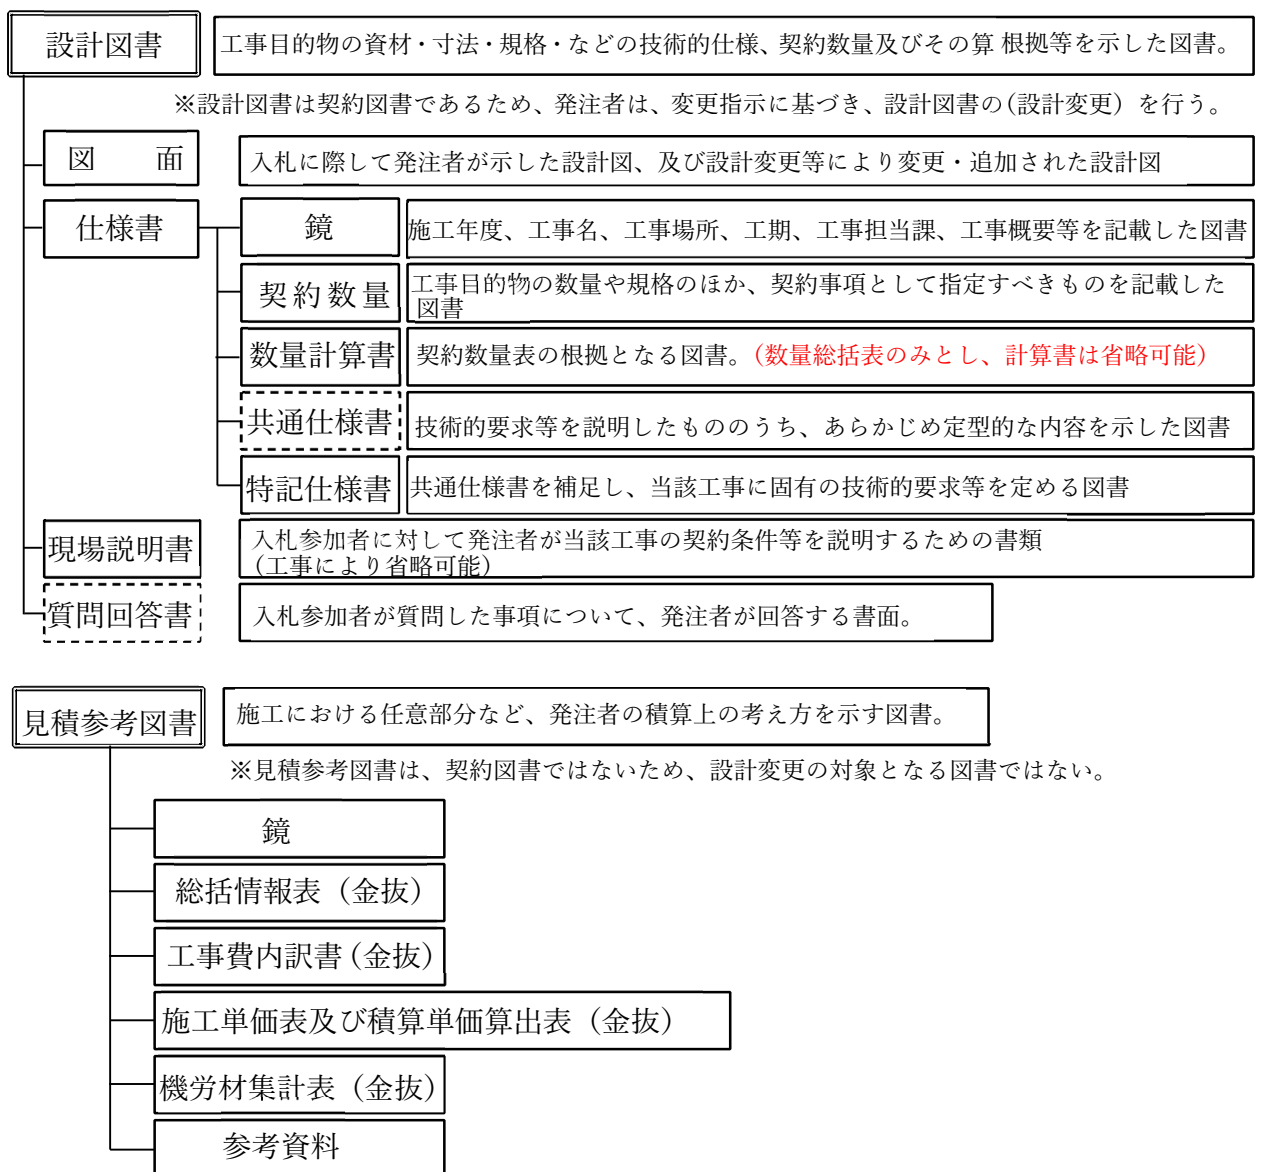 設計図書
工事目的物の資材・寸法・規格・などの技術的仕様、契約数量及びその算 根拠等を示した図書。
※設計図書は契約図書であるため、発注者は、変更指示に基づき、設計図書の(設計変更) を行う。
図　　面
入札に際して発注者が示した設計図、及び設計変更等により変更・追加された設計図
仕様書
鏡
施工年度、工事名、工事場所、工期、工事担当課、工事概要等を記載した図書
契約数量
工事目的物の数量や規格のほか、契約事項として指定すべきものを記載した
図書
数量計算書
契約数量表の根拠となる図書。(数量総括表のみとし、計算書は省略可能)
共通仕様書
技術的要求等を説明したもののうち、あらかじめ定型的な内容を示した図書
特記仕様書
共通仕様書を補足し、当該工事に固有の技術的要求等を定める図書
現場説明書
入札参加者に対して発注者が当該工事の契約条件等を説明するための書類
(工事により省略可能)
質問回答書
入札参加者が質問した事項について、発注者が回答する書面。
見積参考図書
施工における任意部分など、発注者の積算上の考え方を示す図書。
※見積参考図書は、契約図書ではないため、設計変更の対象となる図書ではない。
鏡
総括情報表（金抜）
工事費内訳書（金抜）
施工単価表及び積算単価算出表（金抜）
機労材集計表（金抜）
参考資料